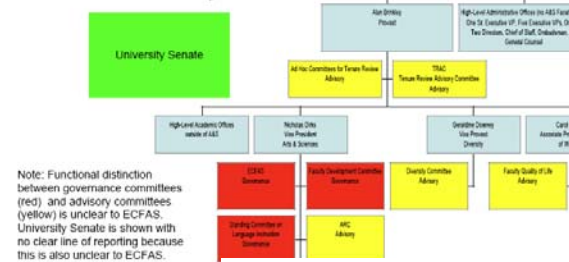 Alan Brinkley
Provost
High-Level Administrative Offices (no A&S
One Sr. Executive VP, Five Executive VPs,
Two Directors, Chief of Staff, Ombudsman,
General Counsel
University Senate
Ad Hoc Committees for Tenure Review
Advisory
TRAC
Tenure Review Advisory Committee
Advisory
High-Level Academic Offices
outside of A&S
Nicholas Dirks
Vice President
Arts & Sciences
Geraldine Downey
Vice Provost
Diversity
Carol
Associate
ECFAS
Governance
Faculty Development Committee
Governance
Diversity Committee
Advisory
Faculty Quality of Life
Advisory
Standing Committee on
Language Instruction
Governance
ARC
Advisory
Note: Functional distinction
between governance committees
(red) and advisory committees
(yellow) is unclear to ECFAS.
University Senate is shown with
no clear line of reporting because
this is also unclear to ECFAS.